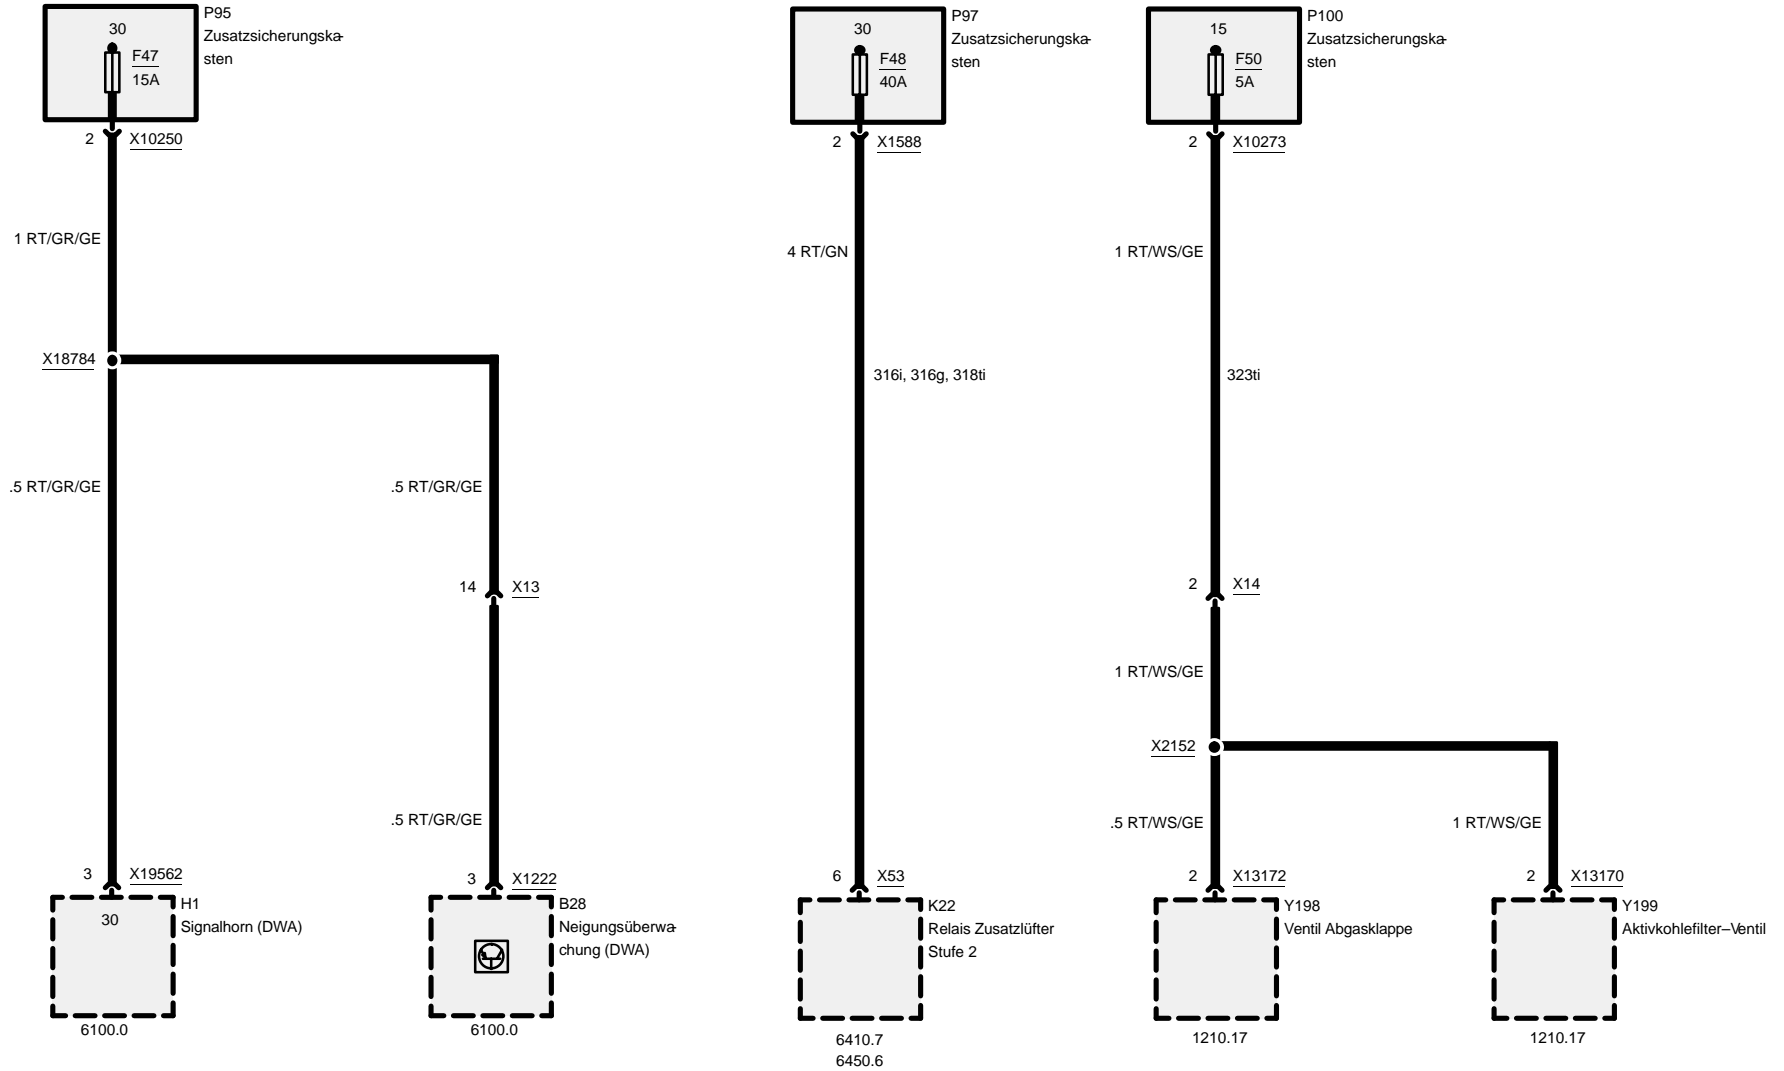 P95
Zusatzsicherungska-
sten
30
F47
15A
2
X10250
1 RT/GR/GE
X18784
.5 RT/GR/GE
.5 RT/GR/GE
14
X13
.5 RT/GR/GE
3
X19562
H1
Signalhorn (DWA)
30
6100.0
3
X1222
B28
Neigungsüberwa-
chung (DWA)
6100.0
P97
Zusatzsicherungska-
sten
30
F48
40A
2
X1588
4 RT/GN
316i, 316g, 318ti
6
X53
K22
Relais Zusatzlüfter
Stufe 2
6410.7
6450.6
P100
Zusatzsicherungska-
sten
15
F50
5A
2
X10273
1 RT/WS/GE
323ti
2
X14
1 RT/WS/GE
X2152
.5 RT/WS/GE
1 RT/WS/GE
2
X13172
Y198
Ventil Abgasklappe
1210.17
2
X13170
Y199
Aktivkohlefilter–Ventil
1210.17